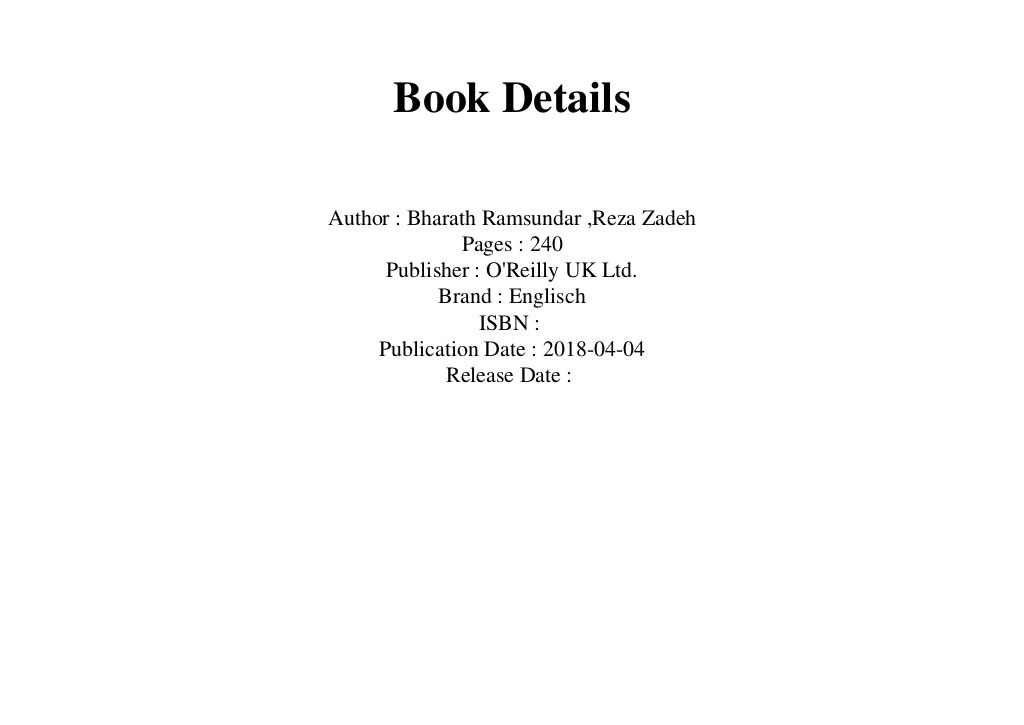 Book Details
Author : Bharath Ramsundar ,Reza Zadeh
Pages : 240
Publisher : O'Reilly UK Ltd.
Brand : Englisch
ISBN :
Publication Date : 2018-04-04
Release Date :